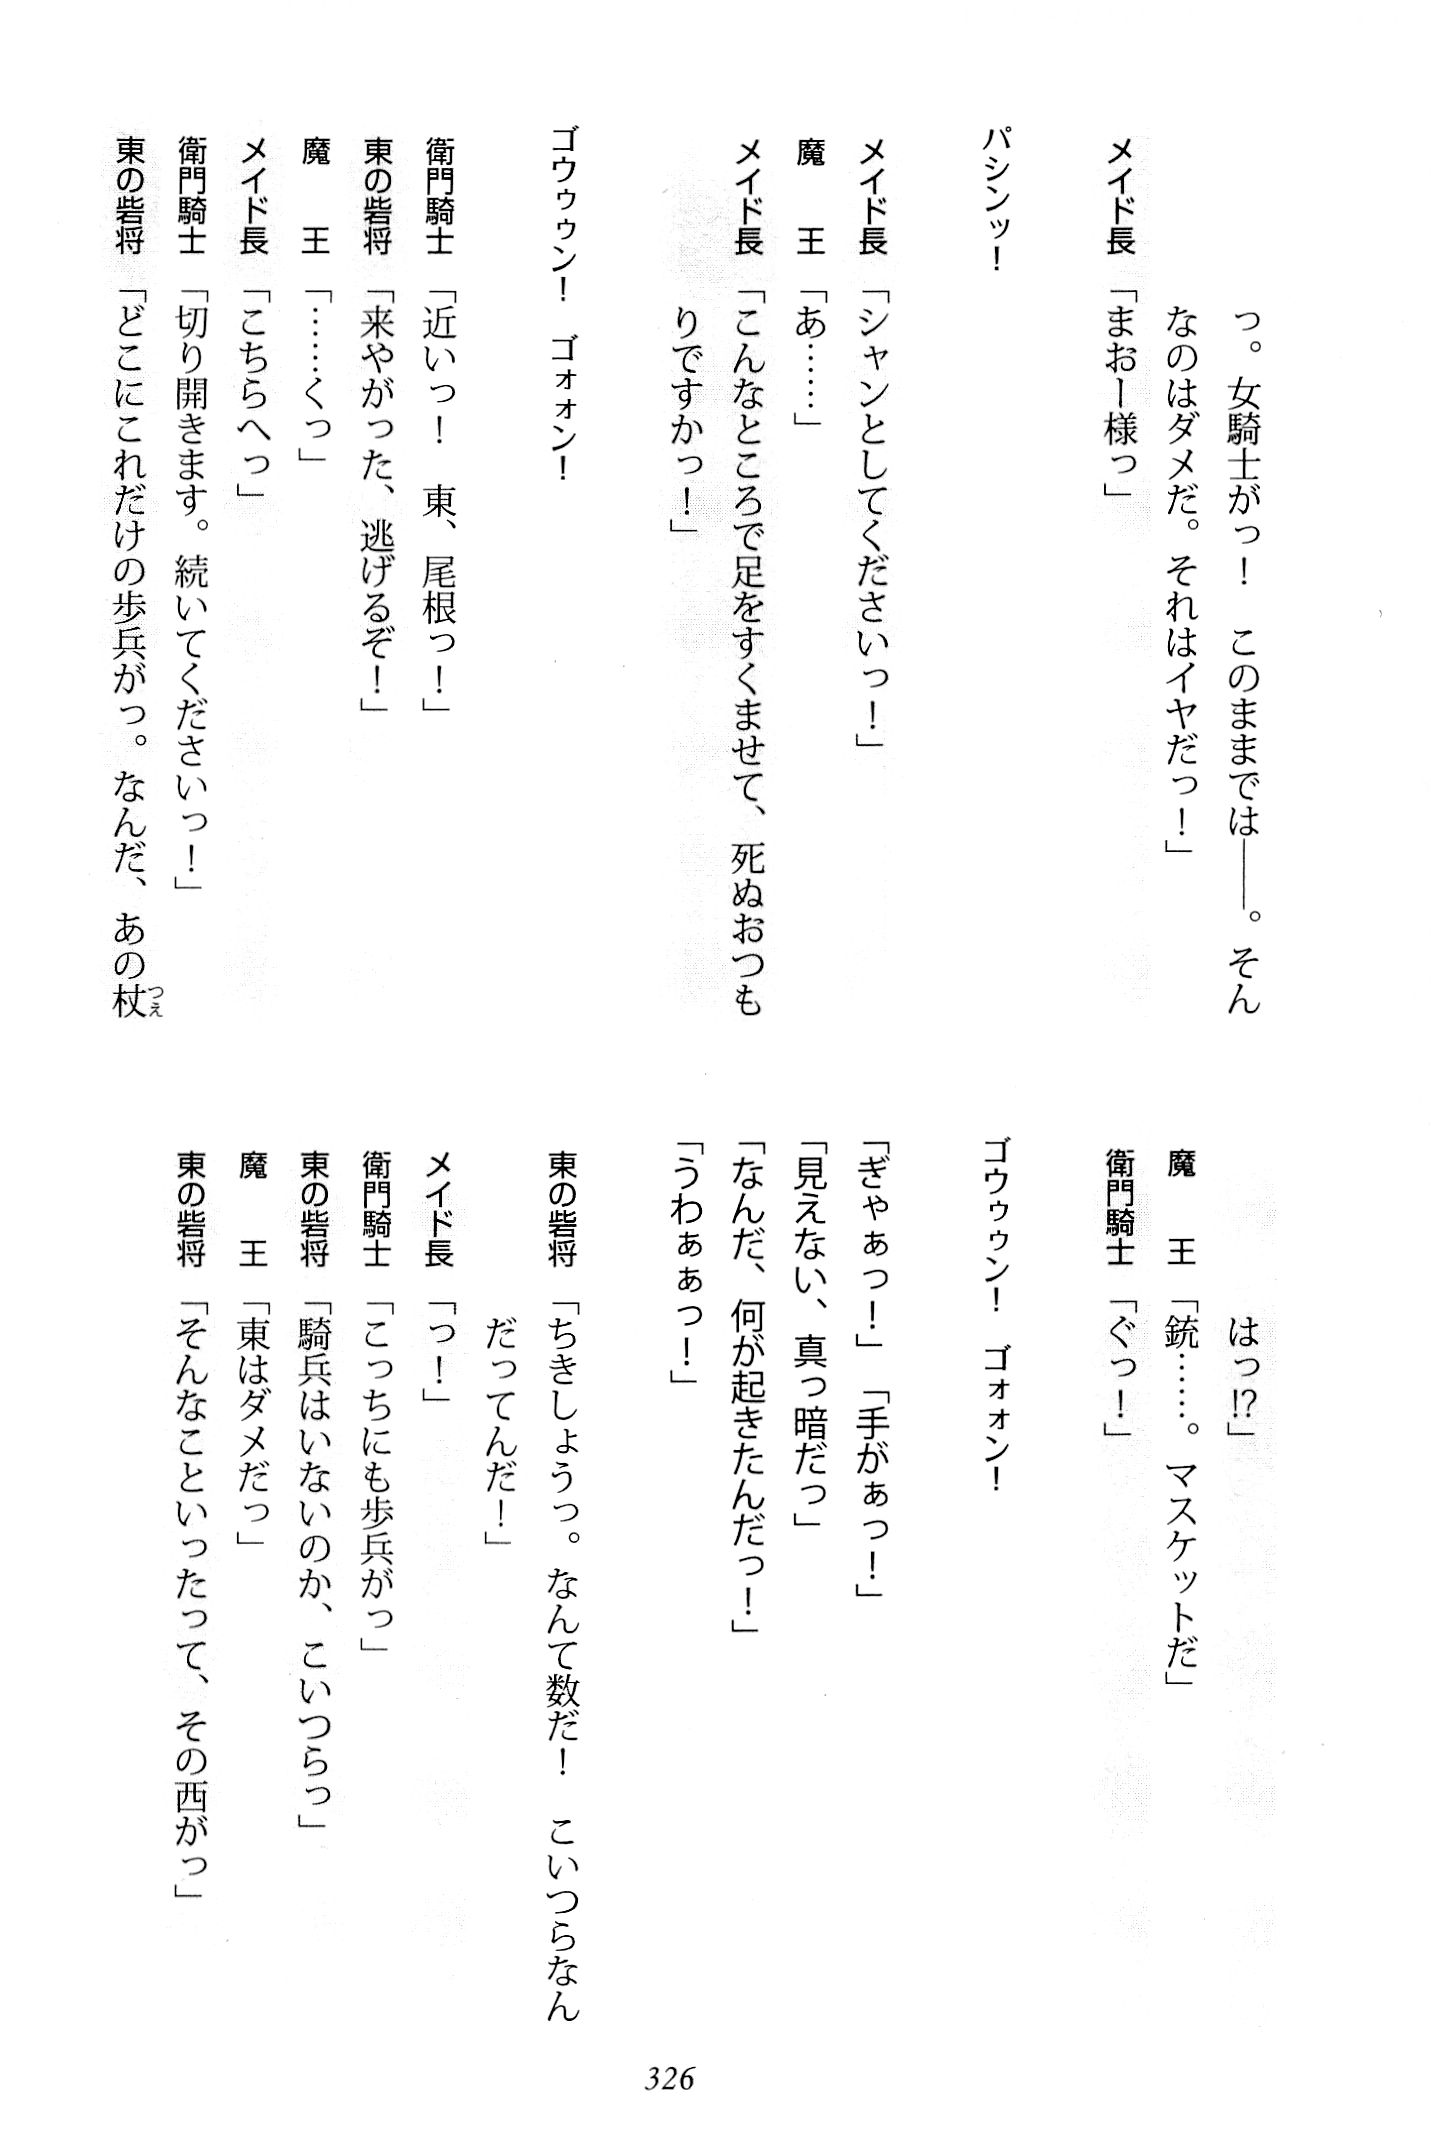 っ。女騎士がっ！　このままでは――。そん
なのはダメだ。それはイヤだっ！」
メイド長「まおー様っ」
パシンッ！
メイド長「シャンとしてくださいっ！」
魔　　王「あ……」
メイド長「こんなところで足をすくませて、死ぬおつも
りですかっ！」
ゴウゥゥン！　ゴォォン！
衛門騎士「近いっ！　東、尾根っ！」
東の砦将「来やがった、逃げるぞ！」
魔　　王「……くっ」
メイド長「こちらへっ」
衛門騎士「切り開きます。続いてくださいっ！」
東の砦将「どこにこれだけの歩兵がっ。なんだ、あの杖
つえ
はっ!?」
魔　　王「銃……。マスケットだ」
衛門騎士「ぐっ！」
ゴウゥゥン！　ゴォォン！
「ぎゃぁっ！」「手がぁっ！」
「見えない、真っ暗だっ」
「なんだ、何が起きたんだっ！」
「うわぁぁっ！」
東の砦将「ちきしょうっ。なんて数だ！　こいつらなん
だってんだ！」
メイド長「っ！」
衛門騎士「こっちにも歩兵がっ」
東の砦将「騎兵はいないのか、こいつらっ」
魔　　王「東はダメだっ」
東の砦将「そんなこといったって、その西がっ」
326